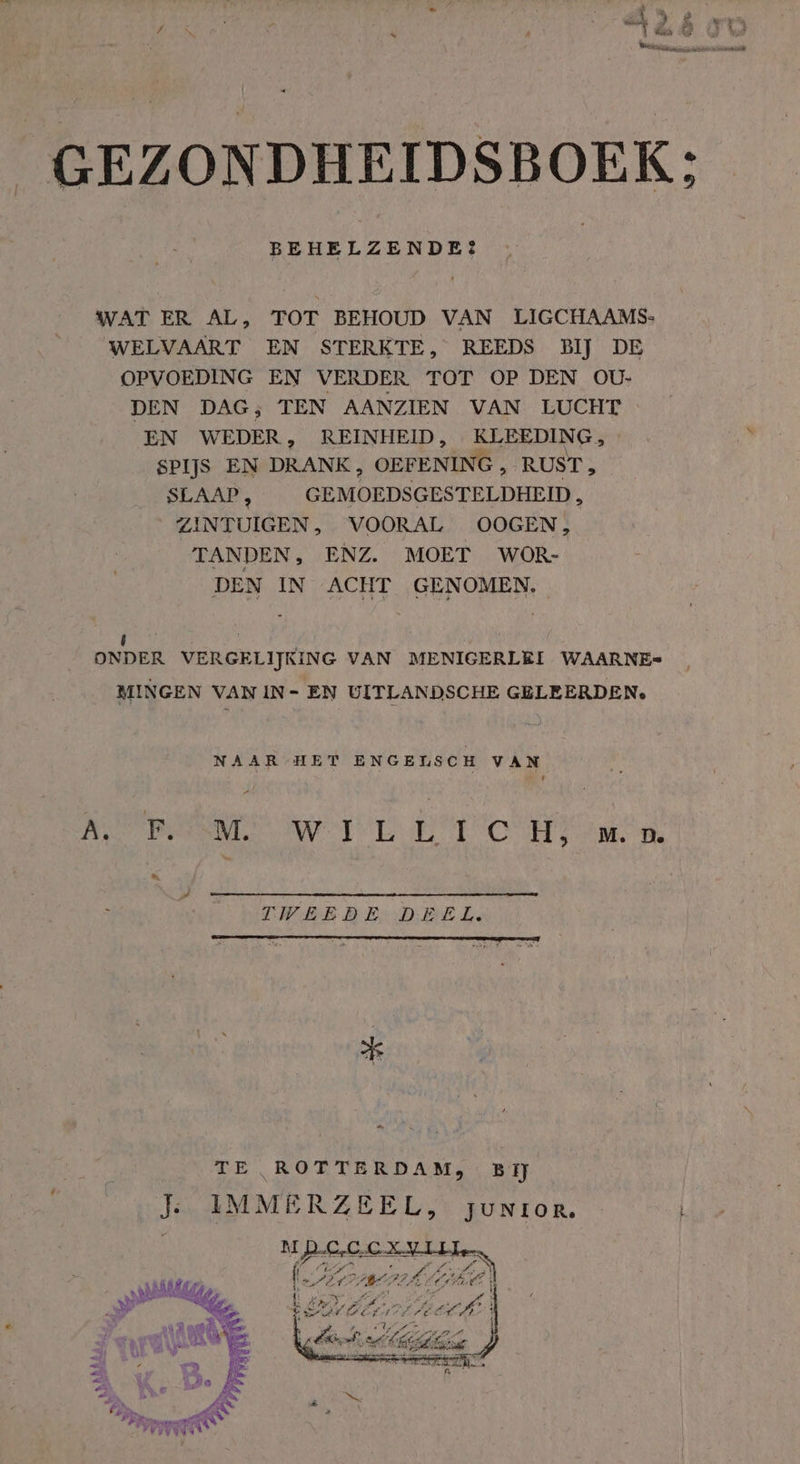 GEZONDHEIDSBOEK;
BEHELZENDE:
WAT ER AL, TOT BEHOUD VAN LIGCHAAMS-
WELVAART EN STERKTE, REEDS BIJ DE
OPVOEDING EN VERDER TOT OP DEN OU-
DEN DAG, TEN AANZIEN VAN LUCHT
EN WEDER, REINHEID, KLEEDING,
SPIJS EN DRANK, OEFENING, RUST,
SLAAP, GEMOEDSGESTELDHEID,
ZINTUIGEN, VOORAL OOGEN,
TANDEN, ENZ. MOET WOR-
DEN IN ACHT GENOMEN.
ONDER VERGELIJKING VAN MENIGERLEI WAARNE-
MINGEN VAN IN- EN UITLANDSCHE GELEERDEN.
NAAR HET ENGELSCH VAN
A. F. M. WILLICH, M. D.
TWEEDE DEEL.
*
TE ROTTERDAM, BIJ
J. IMMERZEEL, JUNIOR.
MD.C.C.C.XVIII.
Koninklijke
Bibliotheek
K. B.